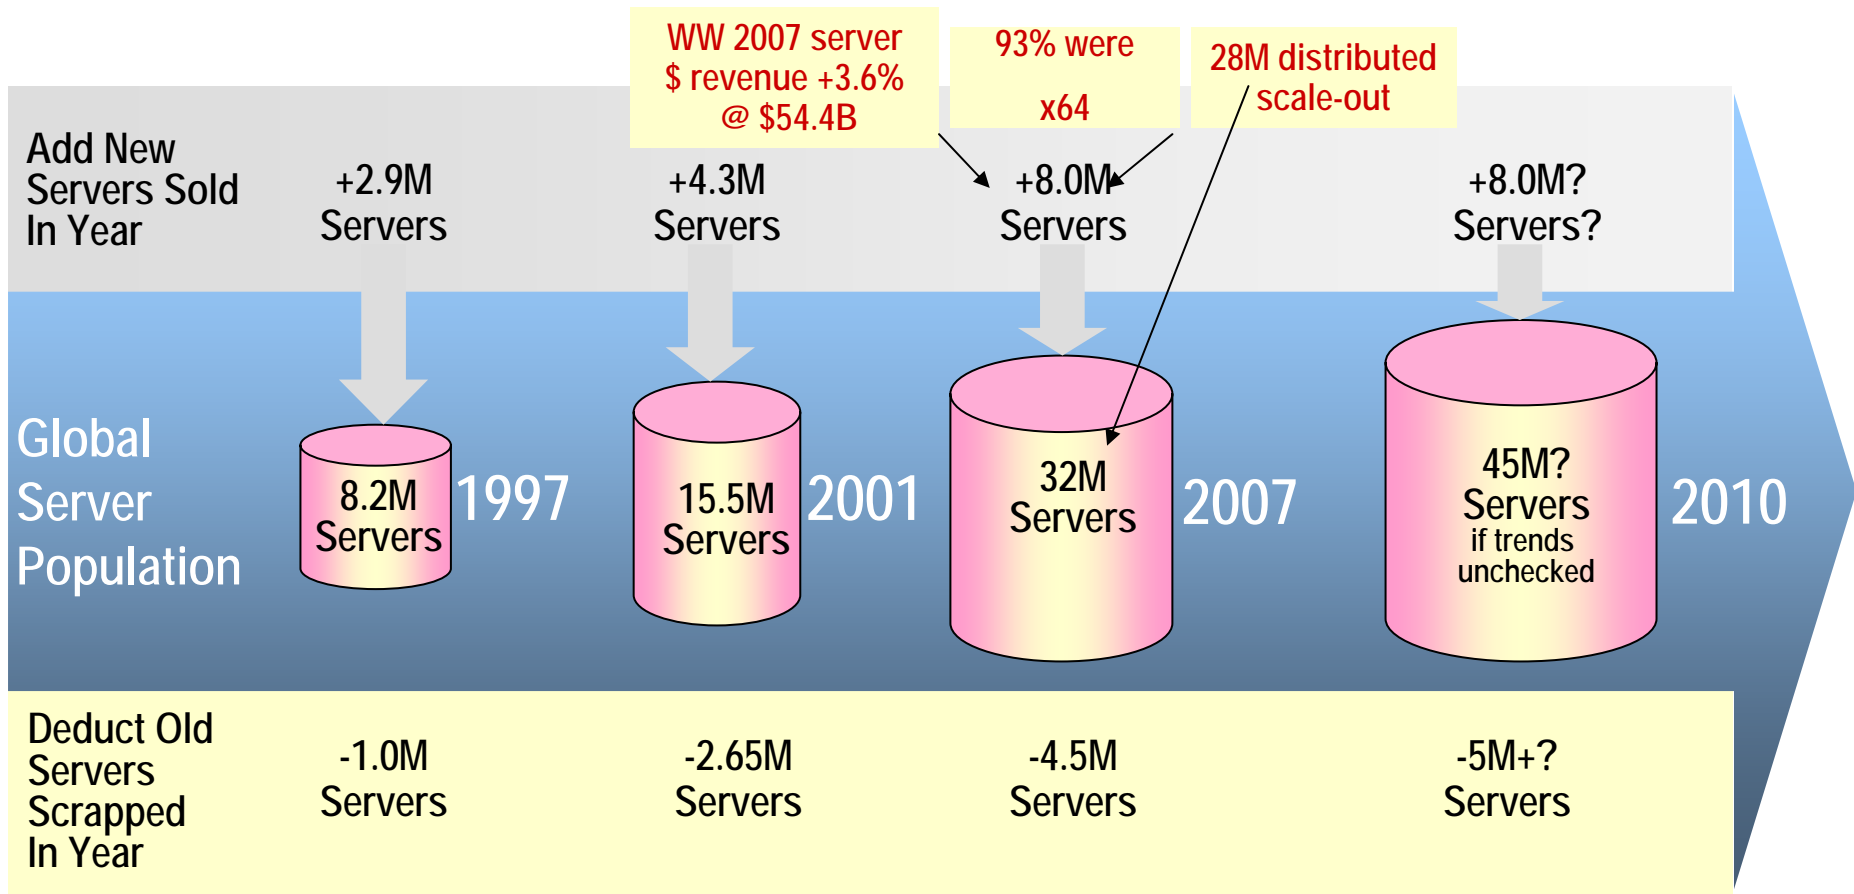 WW 2007 server
$ revenue +3.6%
@ $54.4B
93% were
x64
28M distributed
scale-out
Add New
Servers Sold
In Year
+2.9M
Servers
+4.3M
Servers
+8.0M
Servers
+8.0M?
Servers?
Global
Server
Population
8.2M
Servers
1997
15.5M
Servers
2001
32M
Servers
2007
45M?
Servers
if trends
unchecked
2010
Deduct Old
Servers
Scrapped
In Year
-1.0M
Servers
-2.65M
Servers
-4.5M
Servers
-5M+?
Servers